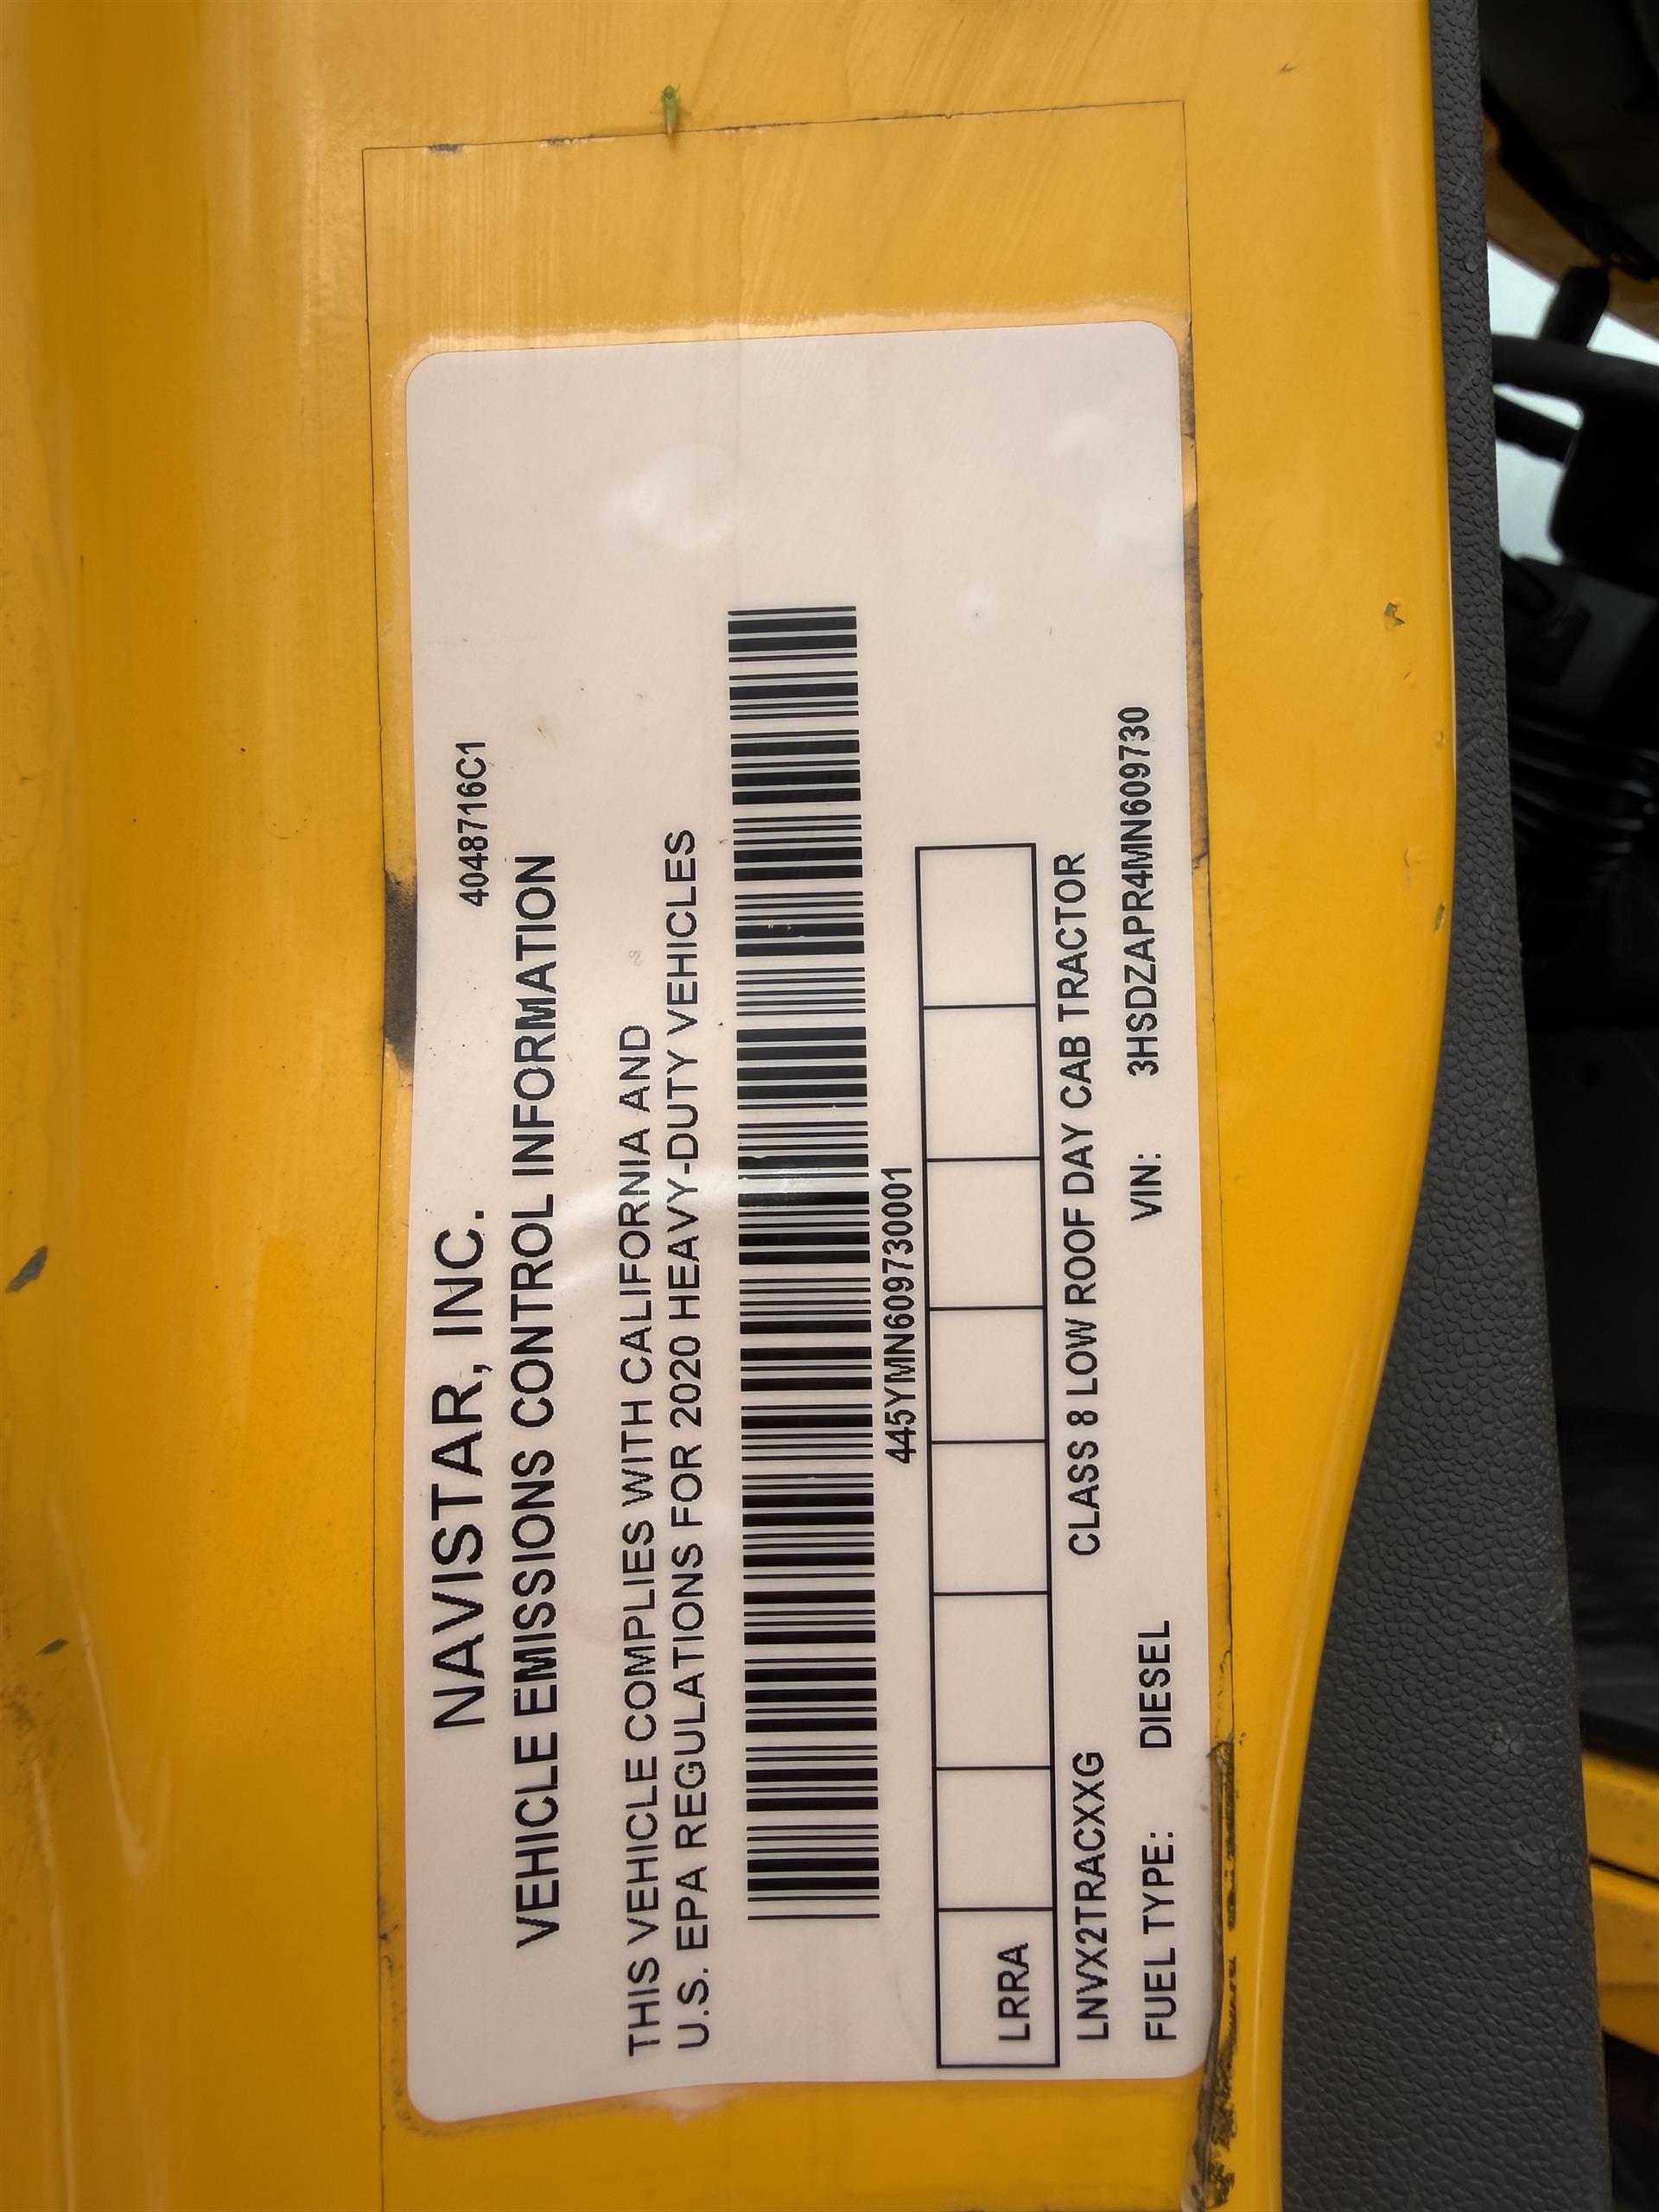 4048716C1
NAVISTAR, INC.
VEHICLE EMISSIONS CONTROL INFORMATION
THIS VEHICLE COMPLIES WITH CALIFORNIA AND
U.S. EPA REGULATIONS FOR 2020 HEAVY-DUTY VEHICLES
445YMN609730001
LRRA
LNVX2TRACXXG CLASS 8 LOW ROOF DAY CAB TRACTOR
FUEL TYPE: DIESEL VIN: 3HSDZAPR4MN609730